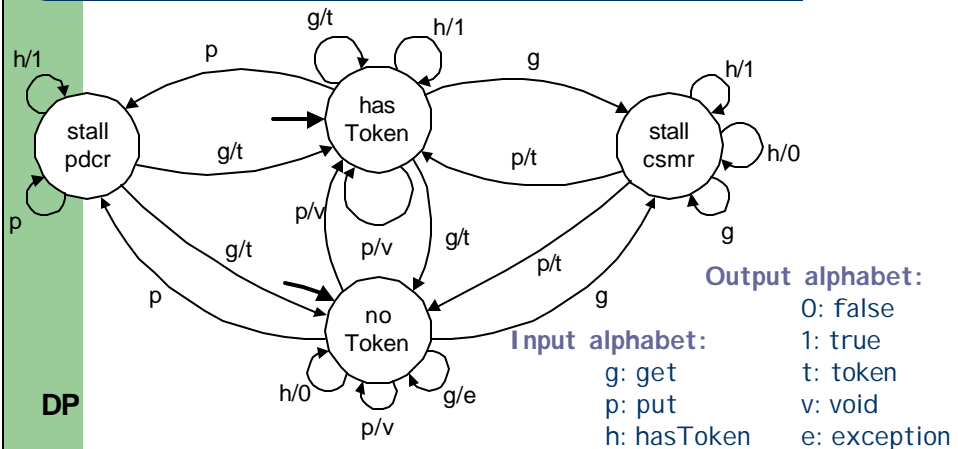 g/t
h/1
p
g
h/1
h/1
has
Token
stall
pdcr
stall
csmr
g/t
p/t
h/0
p
p/v
p/v
g/t
g
g/t
p/t
p
g
no
Token
h/0
g/e
p/v
DP
Input alphabet:
g: get
p: put
h: hasToken
Output alphabet:
0: false
1: true
t: token
v: void
e: exception